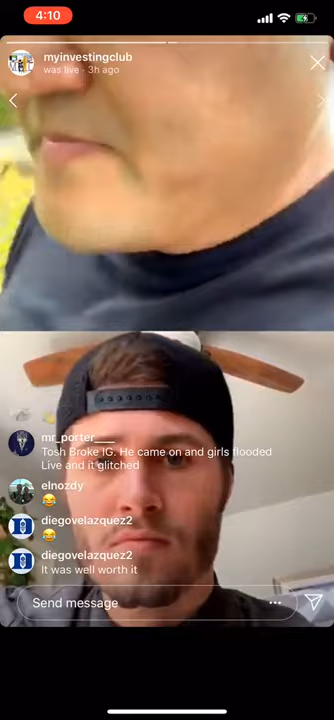 4:10
myinvestingclub
was live · 3h ago
mr_porter____
Tosh Broke IG. He came on and girls flooded
Live and it glitched
elnozdy
😂
diegovelazquez2
😂
diegovelazquez2
It was well worth it
Send message